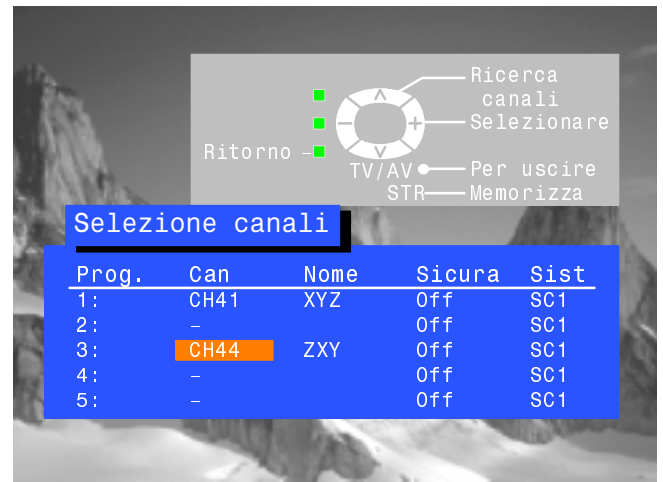 Ricerca
canali
Selezionare
Ritorno
TV/AV Per uscire
STR Memorizza
Selezione canali
Prog. Can Nome Sicura Sist
1: CH41 XYZ Off SC1
2: – Off SC1
3: CH44 ZXY Off SC1
4: – Off SC1
5: – Off SC1